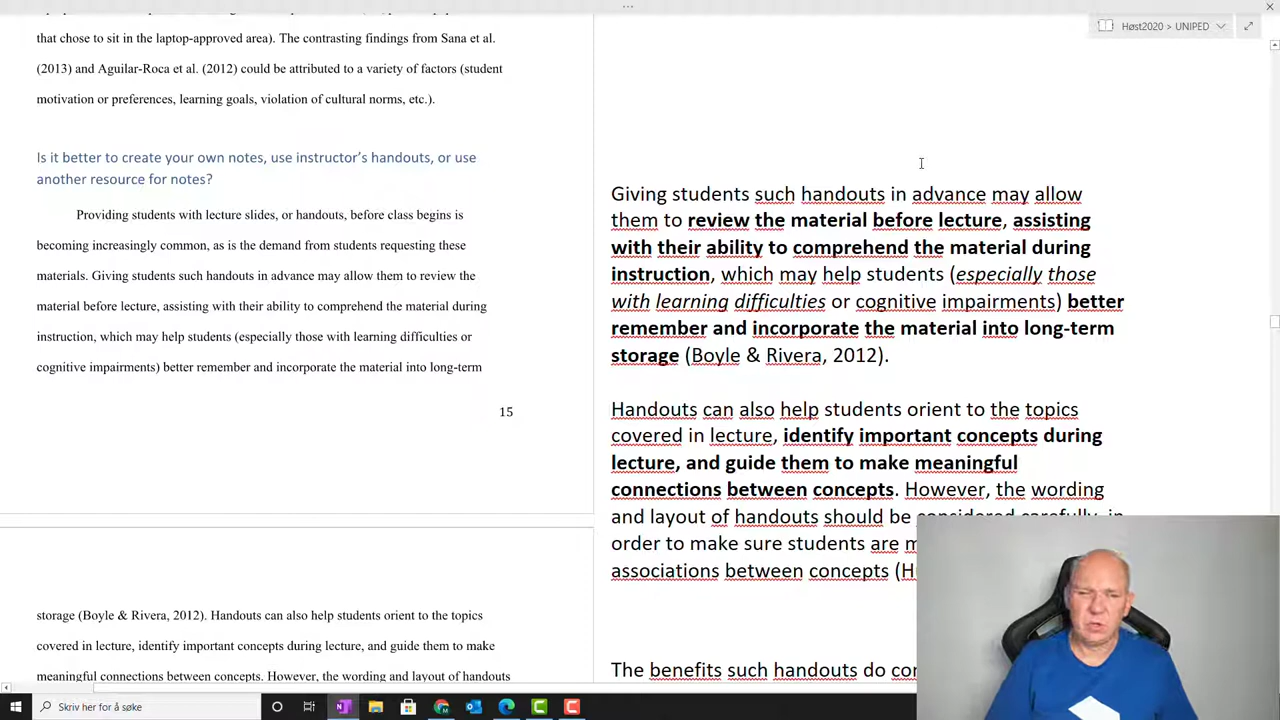 that chose to sit in the laptop-approved area). The contrasting findings from Sana et al.
(2013) and Aguilar-Roca et al. (2012) could be attributed to a variety of factors (student
motivation or preferences, learning goals, violation of cultural norms, etc.).
Is it better to create your own notes, use instructor's handouts, or use
another resource for notes?
Providing students with lecture slides, or handouts, before class begins is
becoming increasingly common, as is the demand from students requesting these
materials. Giving students such handouts in advance may allow them to review the
material before lecture, assisting with their ability to comprehend the material during
instruction, which may help students (especially those with learning difficulties or
cognitive impairments) better remember and incorporate the material into long-term
15
storage (Boyle & Rivera, 2012). Handouts can also help students orient to the topics
covered in lecture, identify important concepts during lecture, and guide them to make
meaningful connections between concepts. However, the wording and layout of handouts
Høst2020 > UNIPED
Giving students such handouts in advance may allow
them to review the material before lecture, assisting
with their ability to comprehend the material during
instruction, which may help students (especially those
with learning difficulties or cognitive impairments) better
remember and incorporate the material into long-term
storage (Boyle & Rivera, 2012).
Handouts can also help students orient to the topics
covered in lecture, identify important concepts during
lecture, and guide them to make meaningful
connections between concepts. However, the wording
and layout of handouts should be considered carefully, in
order to make sure students are
associations between concepts
The benefits such handouts do
Skriv her for å søke